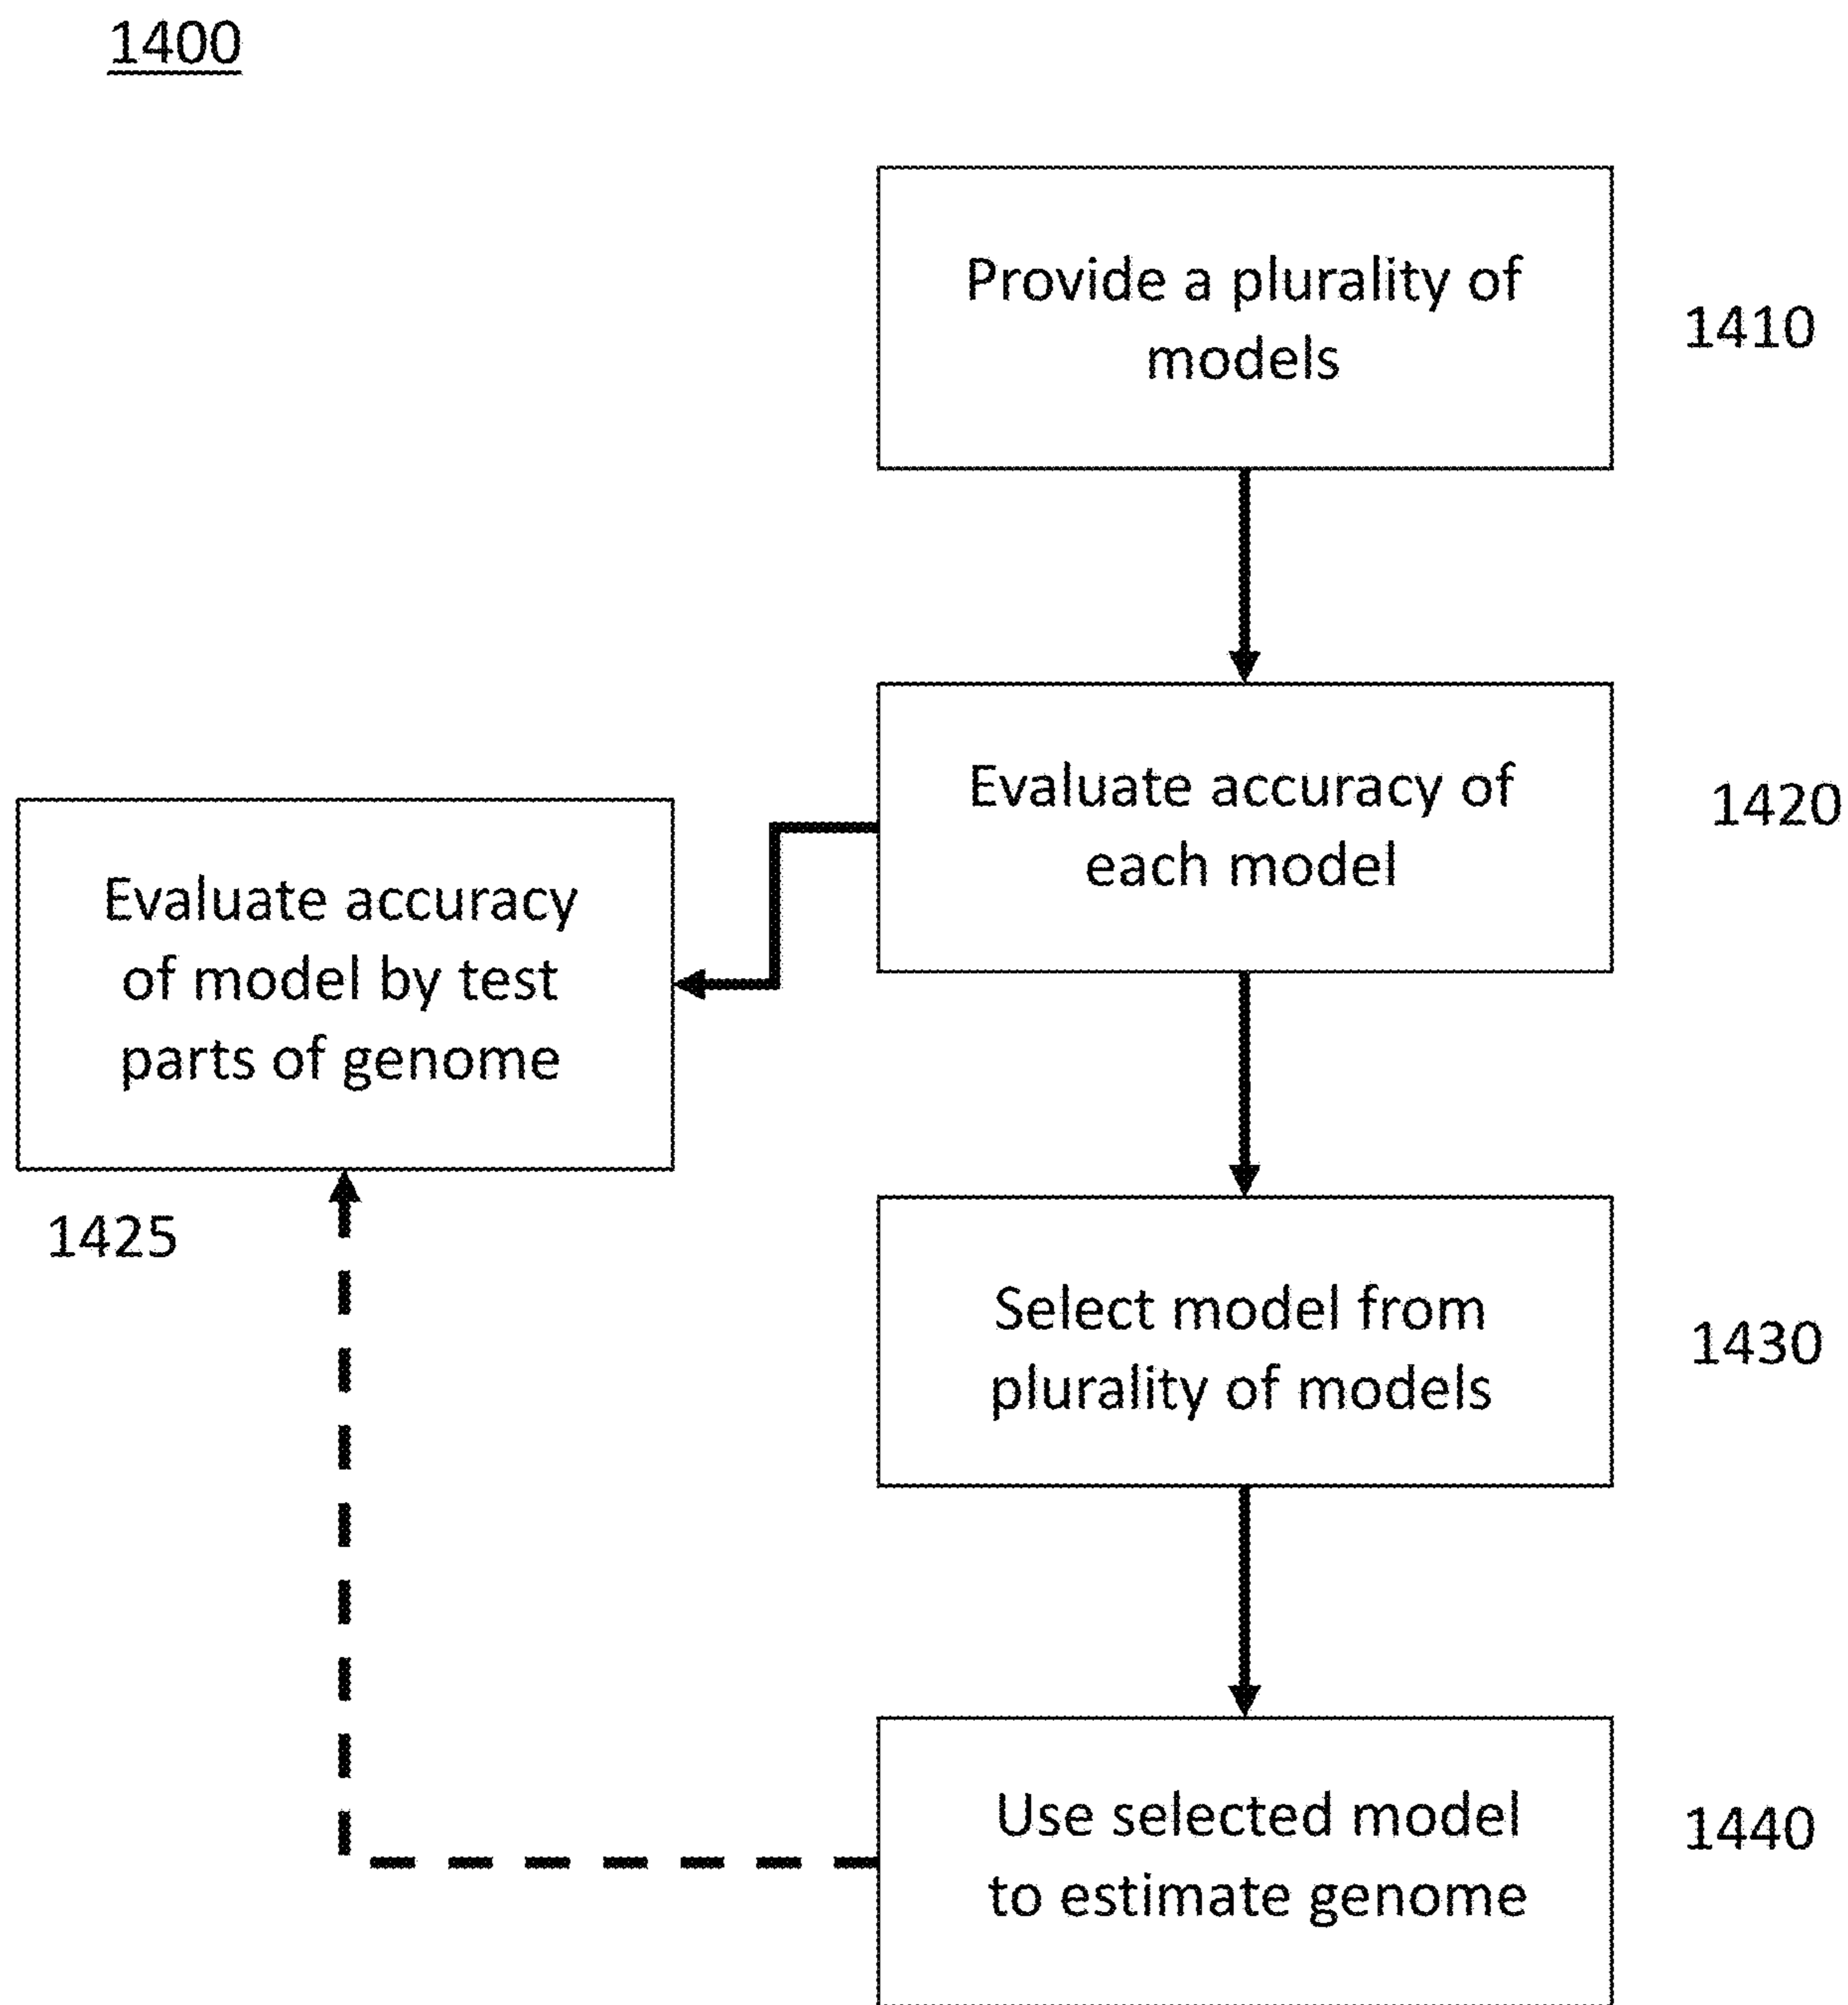 1400
Provide a plurality of
models
1410
Evaluate accuracy of
each model
1420
Evaluate accuracy
of model by test
parts of genome
1425
Select model from
plurality of models
1430
Use selected model
to estimate genome
1440